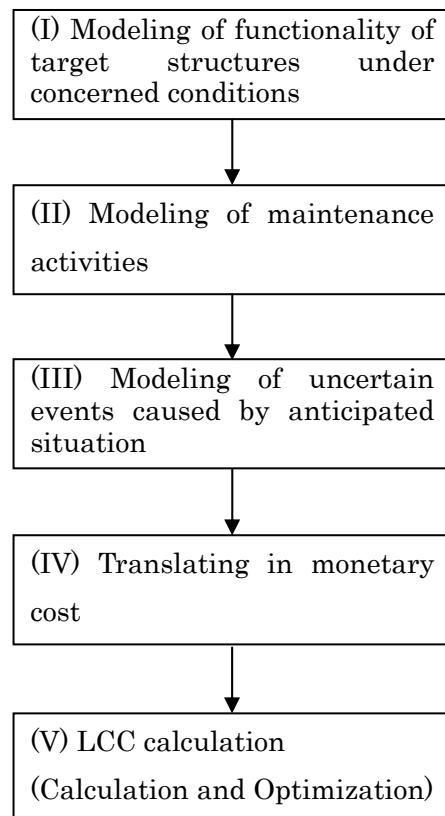 (I) Modeling of functionality of
target structures under
concerned conditions
(II) Modeling of maintenance
activities
(III) Modeling of uncertain
events caused by anticipated
situation
(IV) Translating in monetary
cost
(V) LCC calculation
(Calculation and Optimization)